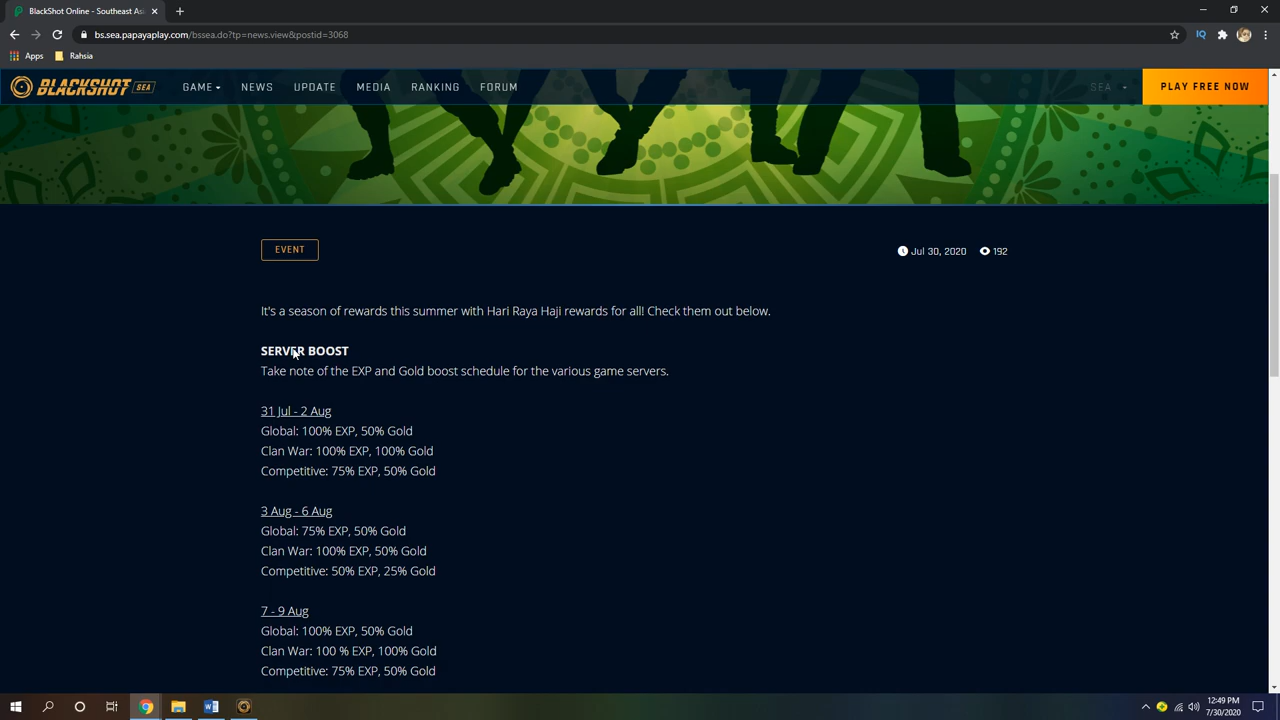 BlackShot Online - Southeast Asi
bs.sea.papayaplay.com/bssea.do?tp=news.view&postid=3068
IQ
Apps
Rahsia
BLACKSHOT SEA
GAME
NEWS
UPDATE
MEDIA
RANKING
FORUM
SEA
PLAY FREE NOW
EVENT
Jul 30, 2020
192
It's a season of rewards this summer with Hari Raya Haji rewards for all! Check them out below.
SERVER BOOST
Take note of the EXP and Gold boost schedule for the various game servers.
31 Jul - 2 Aug
Global: 100% EXP, 50% Gold
Clan War: 100% EXP, 100% Gold
Competitive: 75% EXP, 50% Gold
3 Aug - 6 Aug
Global: 75% EXP, 50% Gold
Clan War: 100% EXP, 50% Gold
Competitive: 50% EXP, 25% Gold
7 - 9 Aug
Global: 100% EXP, 50% Gold
Clan War: 100 % EXP, 100% Gold
Competitive: 75% EXP, 50% Gold
12:49 PM
7/30/2020